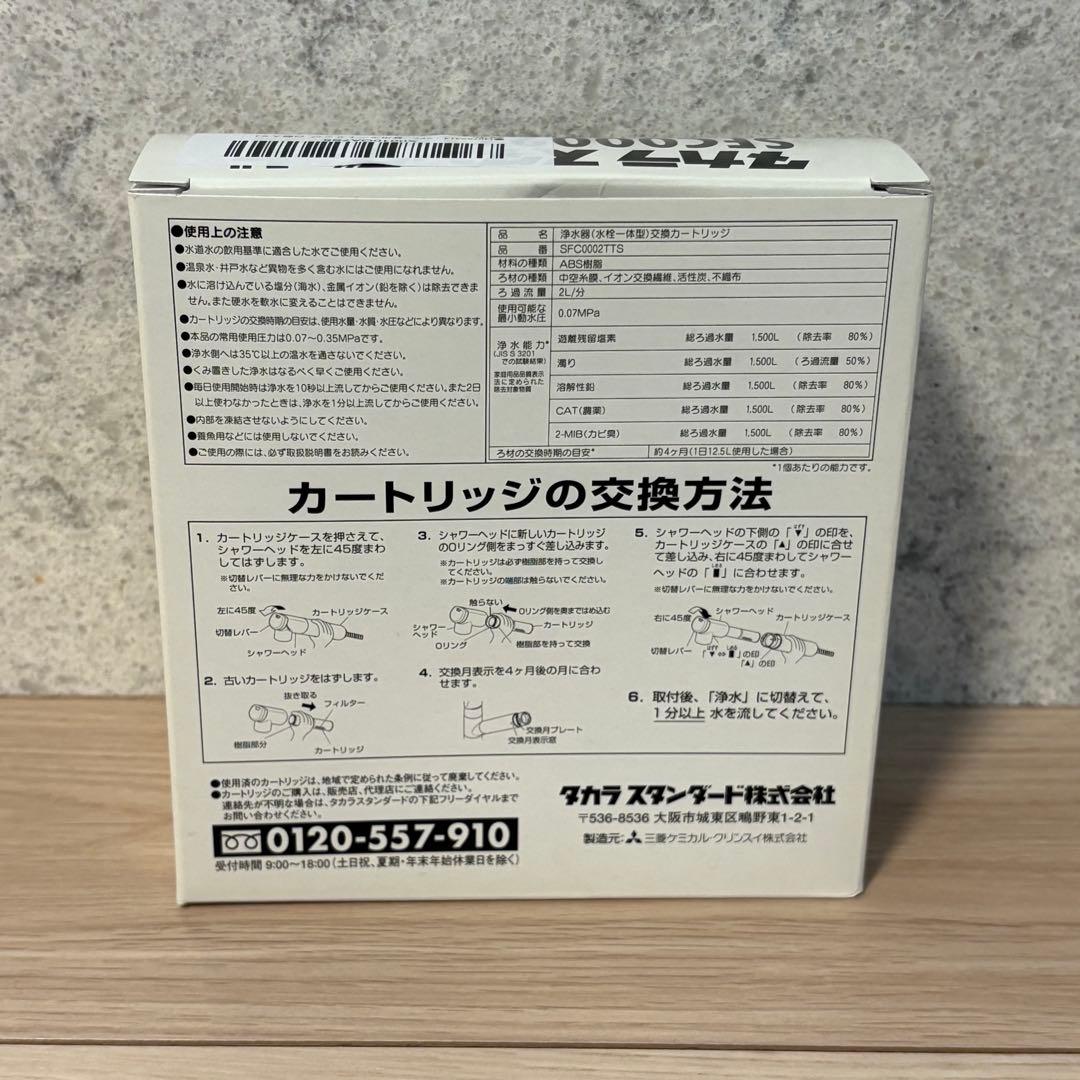 タカラス
●使用上の注意
●水道水の飲用基準に適合した水でご使用ください。
●温泉水・井戸水など異物を多く含む水にはご使用になれません。
●水に溶け込んでいる塩分(海水)、金属イオン(鉛を除く)は除去できま
せん。また硬水を軟水に変えることはできません。
●カートリッジの交換時期の目安は、使用水量・水質・水圧などにより異なります。
●本品の常用使用圧力は0.07〜0.35MPaです。
●浄水側へは35℃以上の温水を通さないでください。
●くみ置きした浄水はなるべく早くご使用ください。
●毎日使用開始時は浄水を10秒以上流してからご使用ください。また2日
以上使わなかったときは、浄水を1分以上流してからご使用ください。
●内部を凍結させないようにしてください。
●養魚用などには使用しないでください。
●ご使用の際には、必ず取扱説明書をお読みください。
品 名 浄水器(水栓一体型)交換カートリッジ
品 番 SFC0002TTS
材料の種類 ABS樹脂
ろ材の種類 中空糸膜、イオン交換繊維、活性炭、不織布
ろ過流量 2L/分
使用可能な
最小動水圧 0.07MPa
浄水能力*
(JIS S 3201
での試験結果)
家庭用品品質表示
法に定められた
除去対象物質
遊離残留塩素 総ろ過水量 1,500L (除去率 80%)
濁り 総ろ過水量 1,500L (ろ過流量 50%)
溶解性鉛 総ろ過水量 1,500L (除去率 80%)
CAT(農薬) 総ろ過水量 1,500L (除去率 80%)
2-MIB(カビ臭) 総ろ過水量 1,500L (除去率 80%)
ろ材の交換時期の目安* 約4ヶ月(1日12.5L使用した場合)
*1個あたりの能力です。
カートリッジの交換方法
1. カートリッジケースを押さえて、
シャワーヘッドを左に45度まわ
してはずします。
※切替レバーに無理な力をかけないでくだ
さい。
左に45度
カートリッジケース
切替レバー
シャワーヘッド
2. 古いカートリッジをはずします。
抜き取る
フィルター
樹脂部分
カートリッジ
3. シャワーヘッドに新しいカートリッジ
のOリング側をまっすぐ差し込みます。
※カートリッジは必ず樹脂部を持って交換し
てください。
※カートリッジの端部は触らないでください。
触らない
Oリング側を奥まではめ込む
シャワー
ヘッド
カートリッジ
Oリング
樹脂部を持って交換
4. 交換月表示を4ヶ月後の月に合わ
せます。
交換月プレート
交換月表示窓
5. シャワーヘッドの下側の「▼」の印を、
カートリッジケースの「▲」の印に合せ
て差し込み、右に45度まわしてシャワー
ヘッドの「▮」に合わせます。
※切替レバーに無理な力をかけないでください。
右に45度
シャワーヘッド
カートリッジケース
切替レバー
「▼⇔▮」の印
「▲」の印
6. 取付後、「浄水」に切替えて、
1分以上 水を流してください。
●使用済のカートリッジは、地域で定められた条例に従って廃棄してください。
●カートリッジのご購入は、販売店、代理店にご連絡ください。
連絡先が不明な場合は、タカラスタンダードの下記フリーダイヤルまで
お問い合わせください。
0120-557-910
受付時間 9:00〜18:00(土日祝、夏期・年末年始休業日を除く)
タカラスタンダード株式会社
〒536-8536 大阪市城東区鴫野東1-2-1
製造元:三菱ケミカル・クリンスイ株式会社